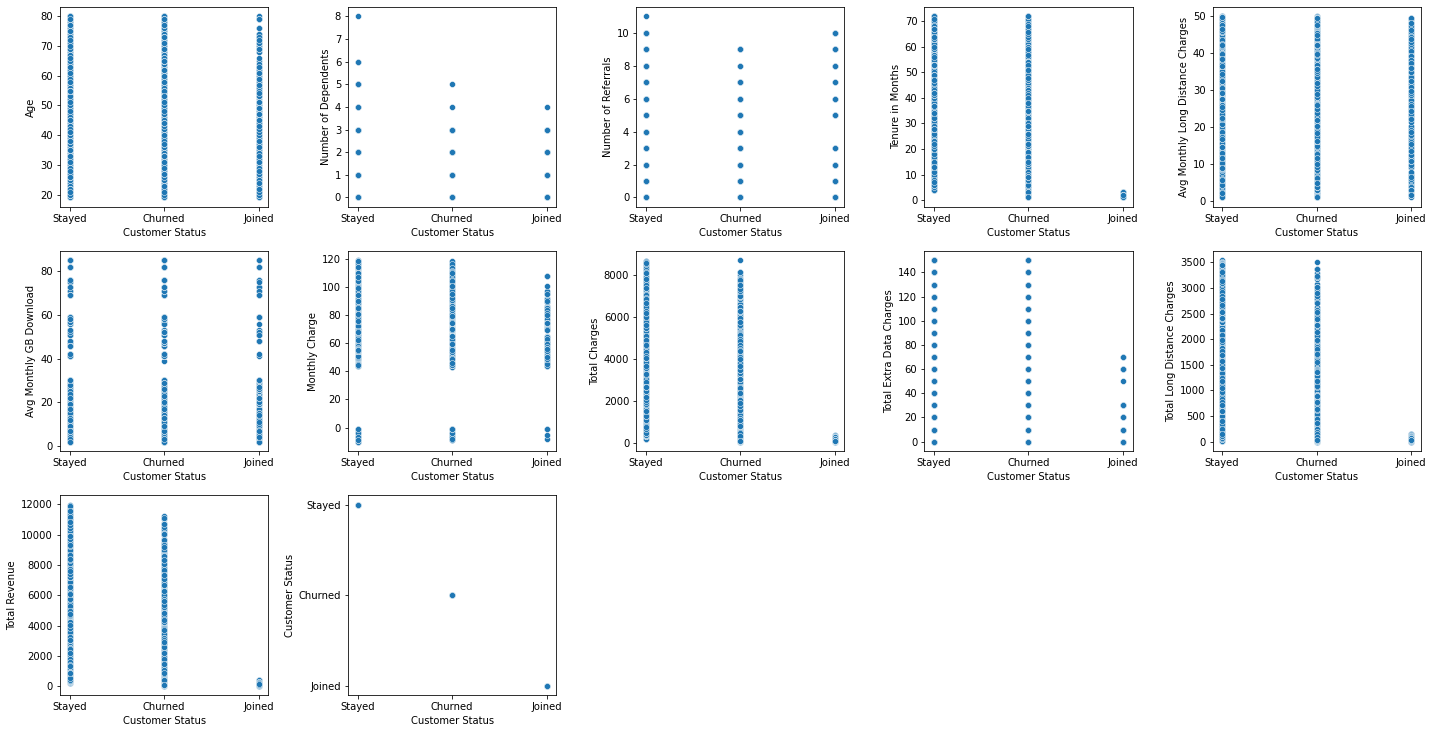 Age
80
70
60
50
40
30
20
Stayed Churned Joined
Customer Status
Number of Dependents
8
7
6
5
4
3
2
1
0
Stayed Churned Joined
Customer Status
Number of Referrals
10
8
6
4
2
0
Stayed Churned Joined
Customer Status
Tenure in Months
70
60
50
40
30
20
10
0
Stayed Churned Joined
Customer Status
Avg Monthly Long Distance Charges
50
40
30
20
10
0
Stayed Churned Joined
Customer Status
Avg Monthly GB Download
80
60
40
20
0
Stayed Churned Joined
Customer Status
Monthly Charge
120
100
80
60
40
20
0
Stayed Churned Joined
Customer Status
Total Charges
8000
6000
4000
2000
0
Stayed Churned Joined
Customer Status
Total Extra Data Charges
140
120
100
80
60
40
20
0
Stayed Churned Joined
Customer Status
Total Long Distance Charges
3500
3000
2500
2000
1500
1000
500
0
Stayed Churned Joined
Customer Status
Total Revenue
12000
10000
8000
6000
4000
2000
0
Stayed Churned Joined
Customer Status
Customer Status
Stayed
Churned
Joined
Stayed Churned Joined
Customer Status